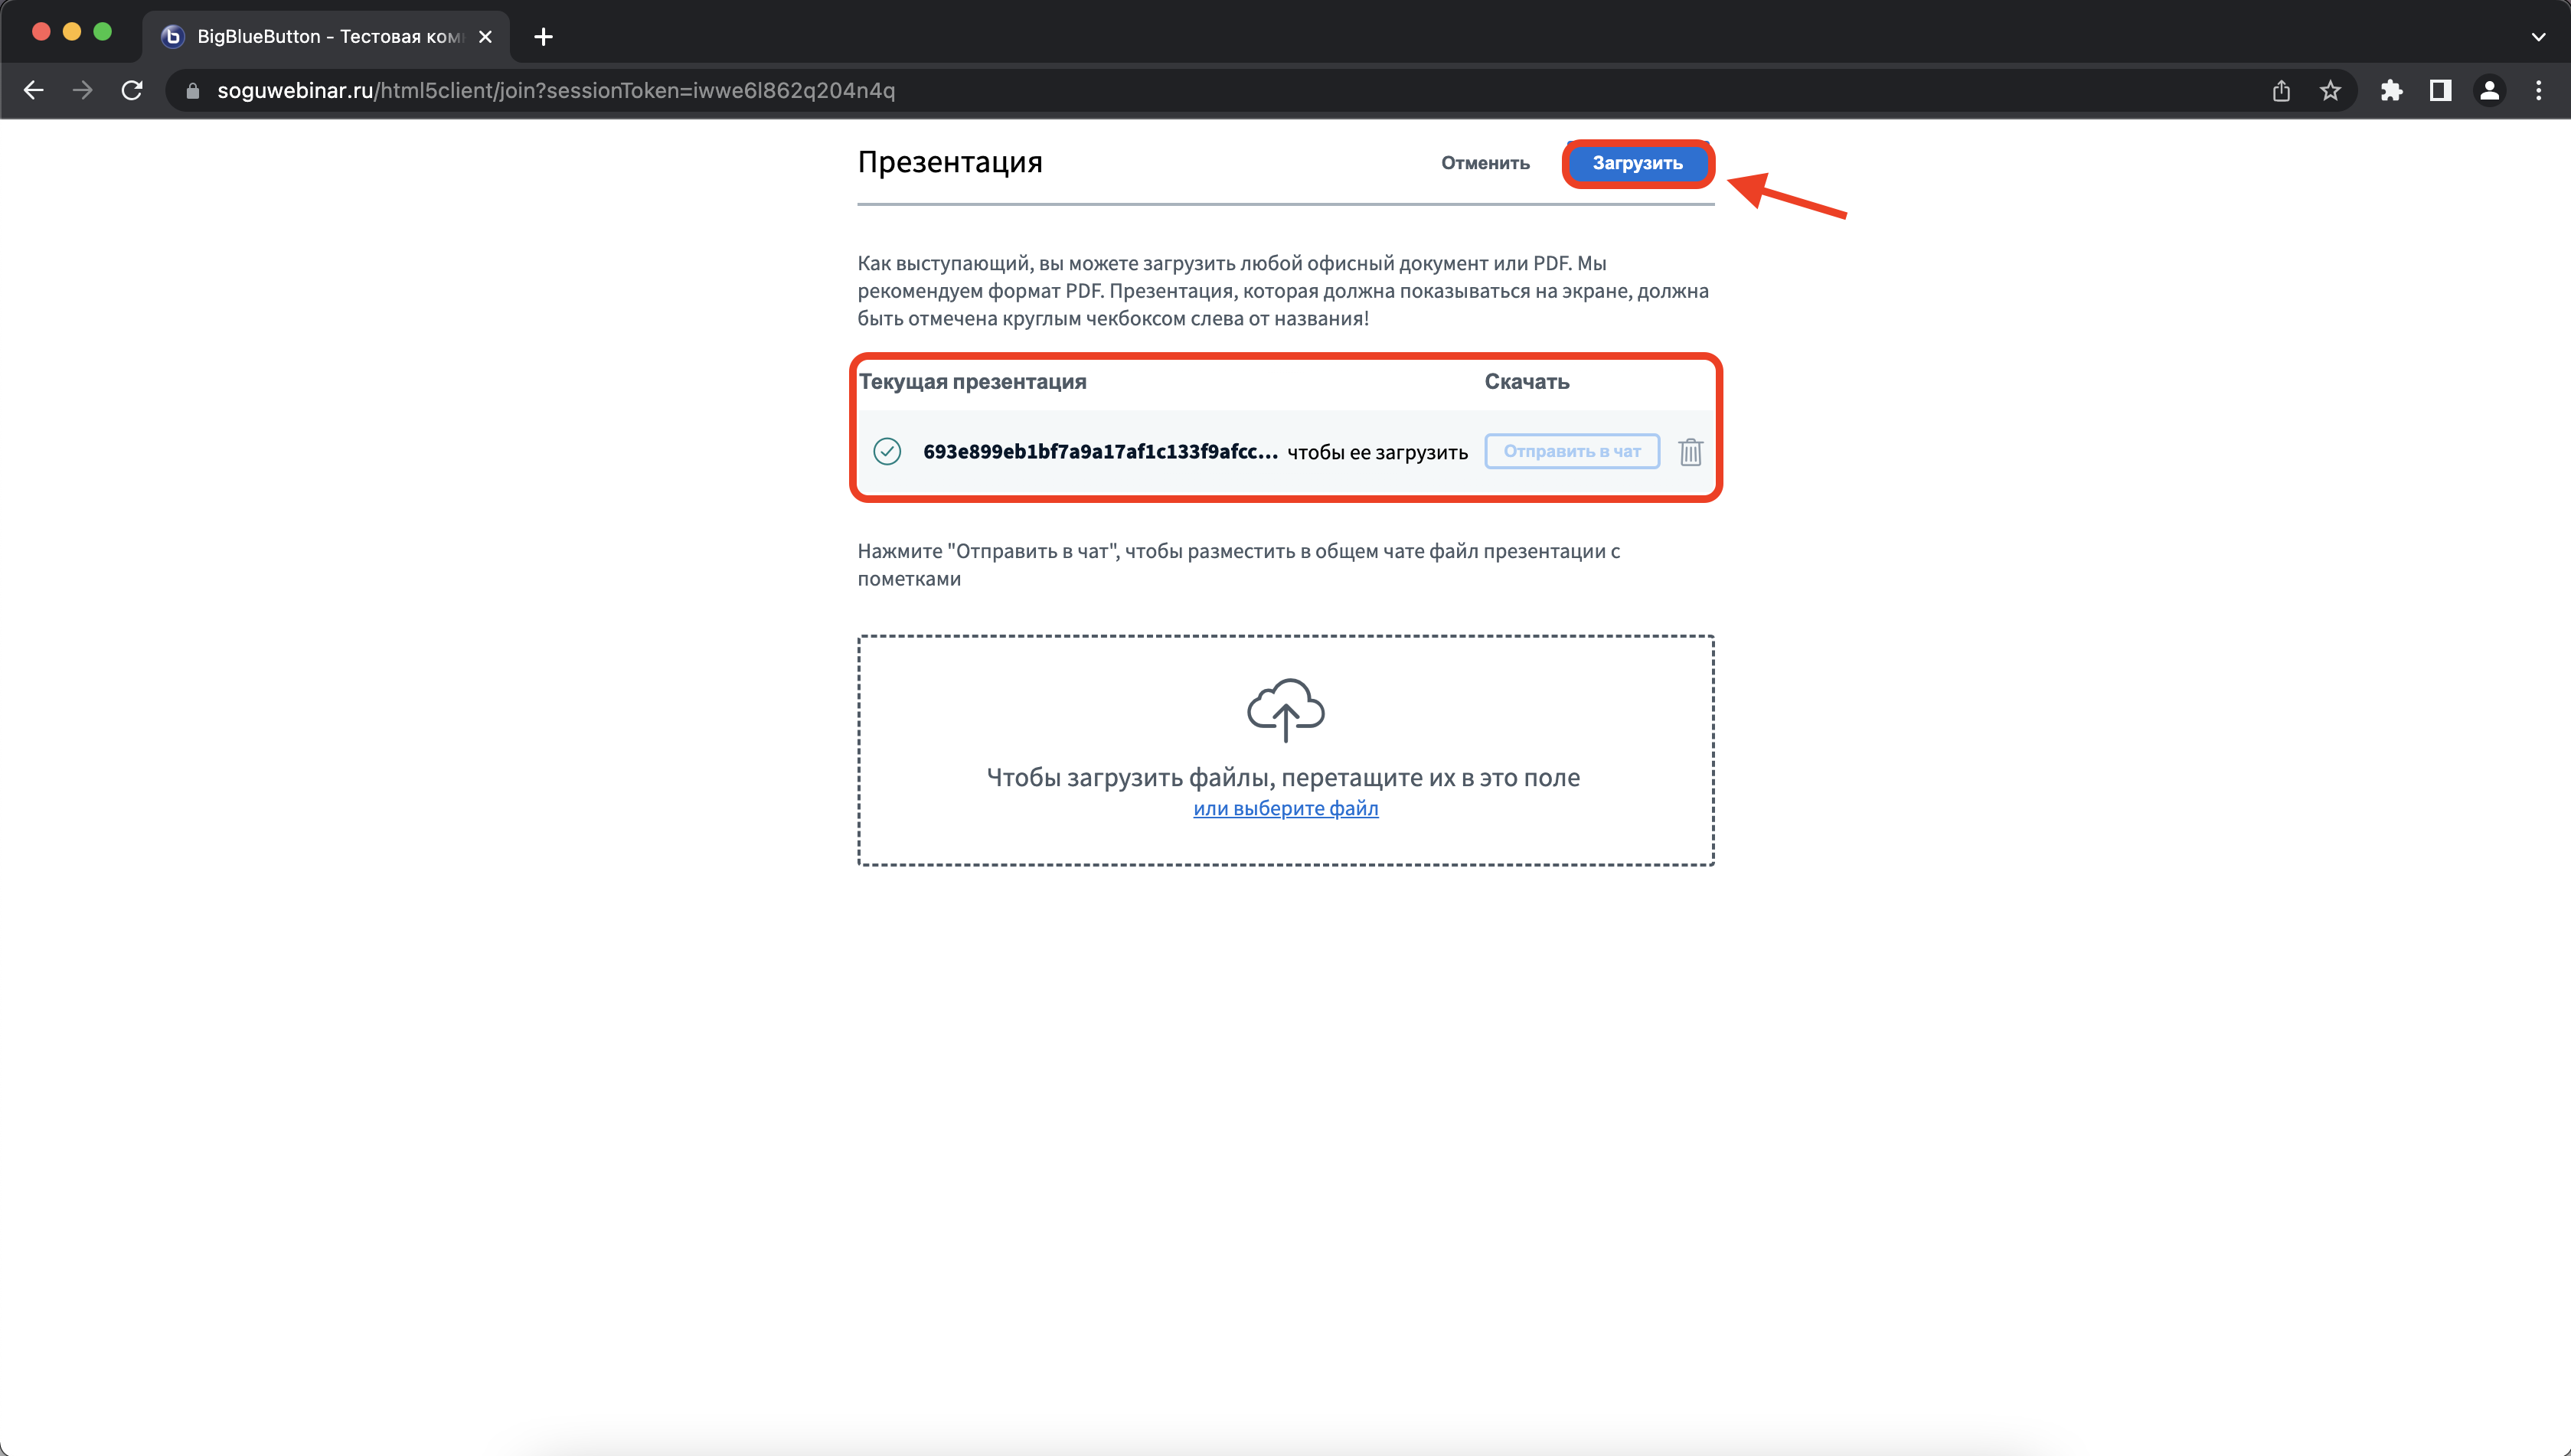 BigBlueButton - Тестовая ком
soguwebinar.ru/html5client/join?sessionToken=iwwe6l862q204n4q
Презентация
Отменить
Загрузить
Как выступающий, вы можете загрузить любой офисный документ или PDF. Мы
рекомендуем формат PDF. Презентация, которая должна показываться на экране, должна
быть отмечена круглым чекбоксом слева от названия!
Текущая презентация
Скачать
693e899eb1bf7a9a17af1c133f9afcc... чтобы ее загрузить
Отправить в чат
Нажмите "Отправить в чат", чтобы разместить в общем чате файл презентации с
пометками
Чтобы загрузить файлы, перетащите их в это поле
или выберите файл